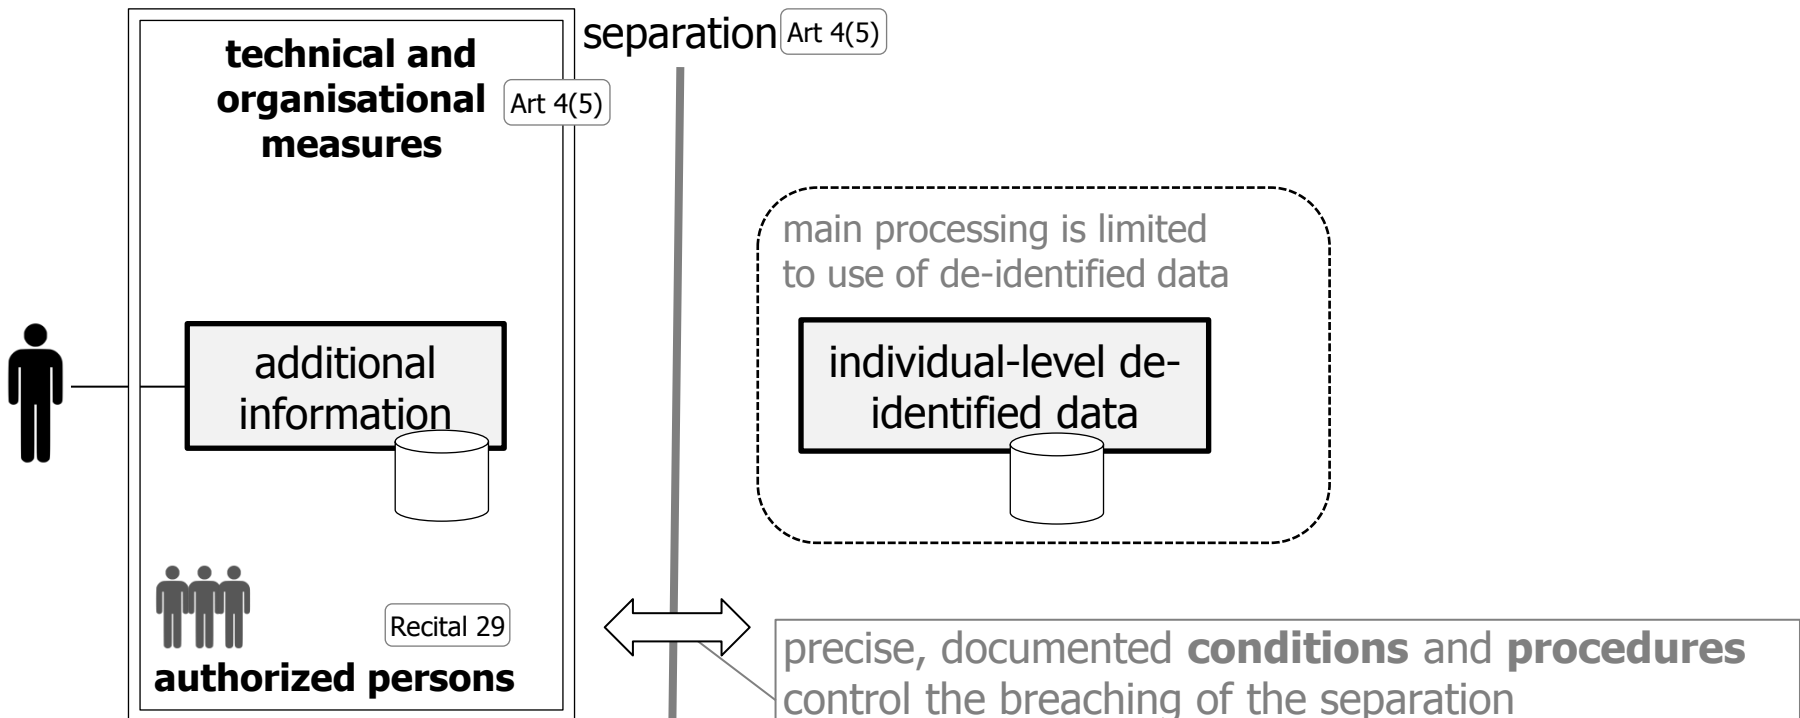 technical and
organisational
measures
Art 4(5)
separation
Art 4(5)
main processing is limited
to use of de-identified data
additional
information
individual-level de-
identified data
Recital 29
authorized persons
precise, documented conditions and procedures
control the breaching of the separation